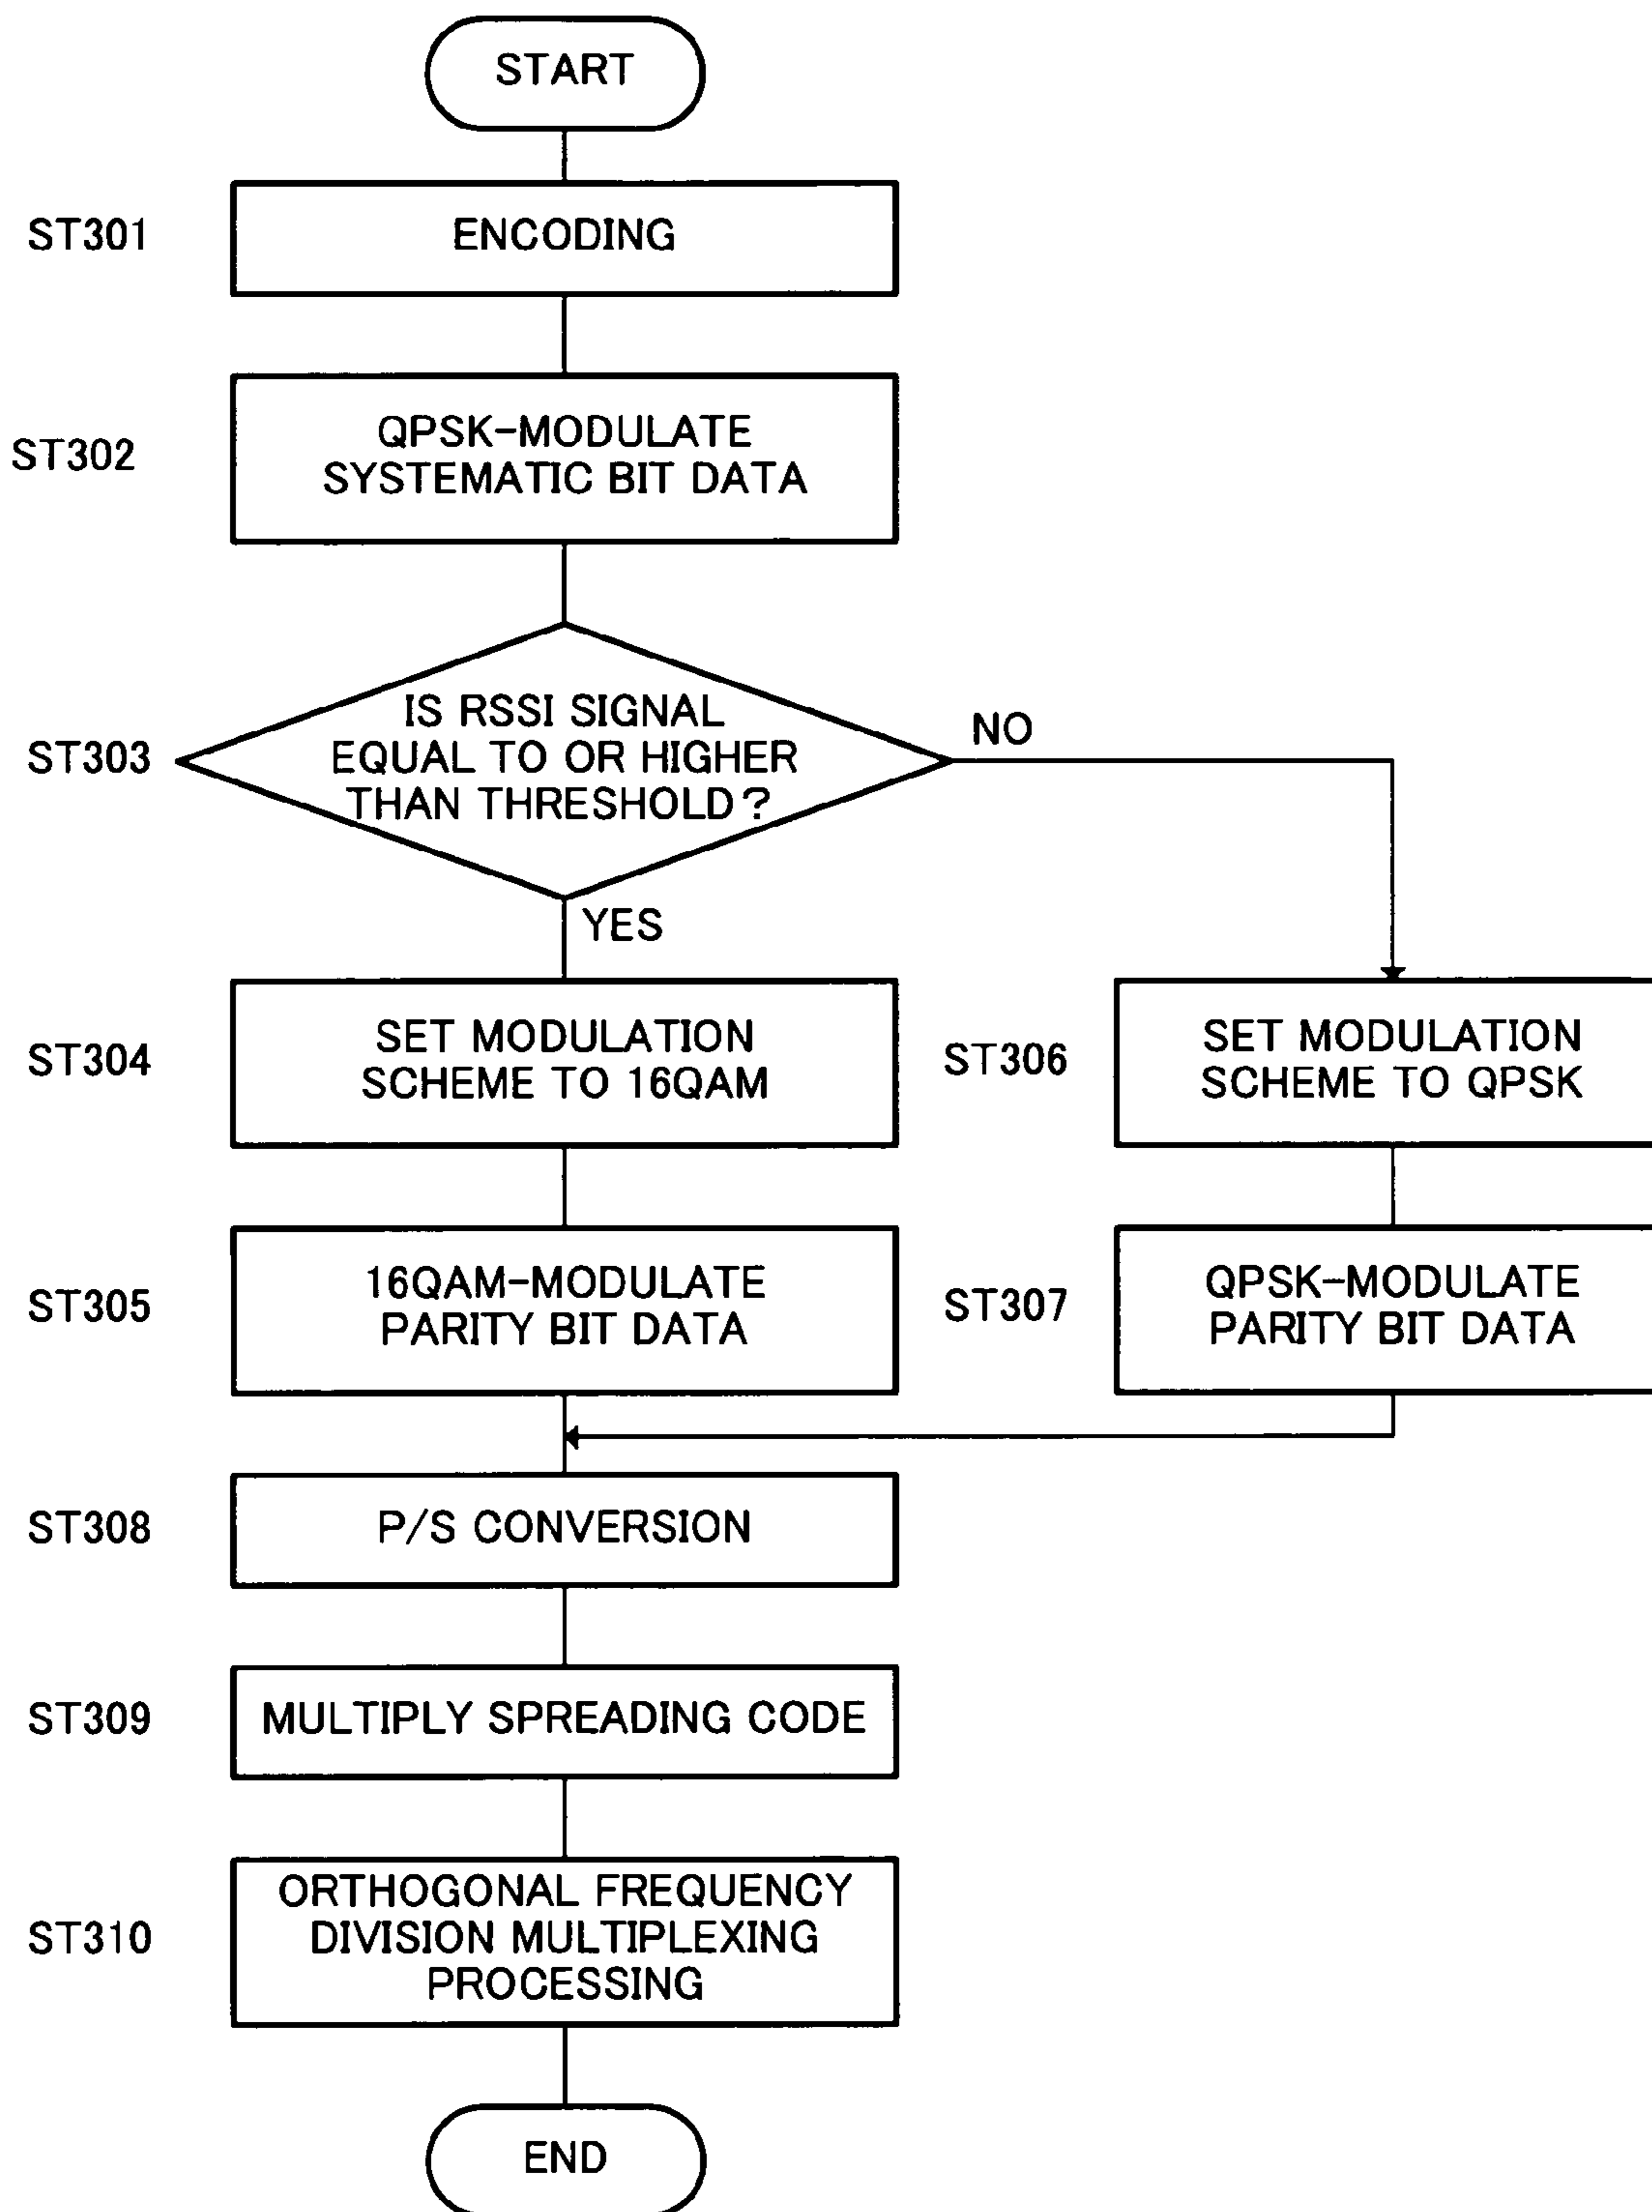 START
ST301
ENCODING
ST302
QPSK-MODULATE
SYSTEMATIC BIT DATA
ST303
IS RSSI SIGNAL
EQUAL TO OR HIGHER
THAN THRESHOLD?
NO
YES
ST304
SET MODULATION
SCHEME TO 16QAM
ST306
SET MODULATION
SCHEME TO QPSK
ST305
16QAM-MODULATE
PARITY BIT DATA
ST307
QPSK-MODULATE
PARITY BIT DATA
ST308
P/S CONVERSION
ST309
MULTIPLY SPREADING CODE
ST310
ORTHOGONAL FREQUENCY
DIVISION MULTIPLEXING
PROCESSING
END